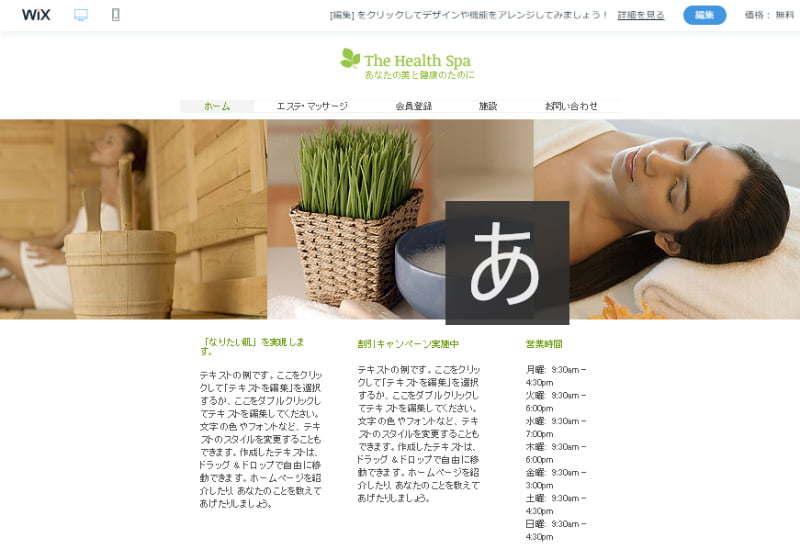 WiX
[編集] をクリックしてデザインや機能をアレンジしてみましょう！ 詳細を見る 編集 価格： 無料
The Health Spa
あなたの美と健康のために
ホーム エステ・マッサージ 会員登録 施設 お問い合わせ
あ
「なりたい肌」を実現しま
す。
テキストの例です。ここをクリッ
クして「テキストを編集」を選択
するか、ここをダブルクリックし
てテキストを編集してください。
文字の色やフォントなど、テキ
ストのスタイルを変更することも
できます。作成したテキストは、
ドラッグ ＆ドロップで自由に移
動できます。ホームページを紹
介したり、あなたのことを教えて
あげたりしましょう。
割引キャンペーン実施中
テキストの例です。ここをクリッ
クして「テキストを編集」を選択
するか、ここをダブルクリックし
てテキストを編集してください。
文字の色やフォントなど、テキ
ストのスタイルを変更することも
できます。作成したテキストは、
ドラッグ ＆ドロップで自由に移
動できます。ホームページを紹
介したり、あなたのことを教えて
あげたりしましょう。
営業時間
月曜: 9:30am –
4:30pm
火曜: 9:30am –
6:00pm
水曜: 9:30am –
7:00pm
木曜: 9:30am –
6:00pm
金曜: 9:30am –
3:00pm
土曜: 9:30am –
4:30pm
日曜: 9:30am –
4:30pm